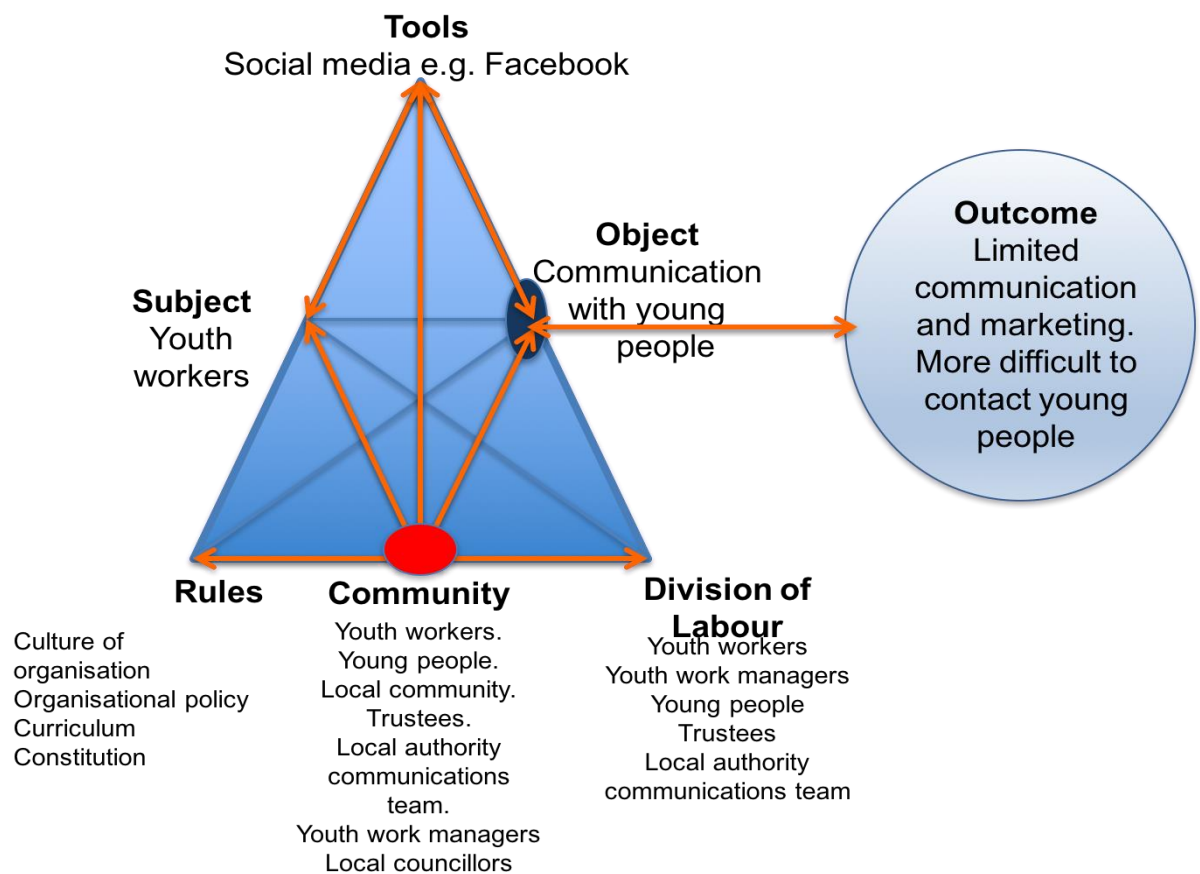 Tools
Social media e.g. Facebook
Subject
Youth
workers
Object
Communication
with young
people
Outcome
Limited
communication
and marketing.
More difficult to
contact young
people
Rules
Culture of
organisation
Organisational policy
Curriculum
Constitution
Community
Youth workers.
Young people.
Local community.
Trustees.
Local authority
communications
team.
Youth work managers
Local councillors
Division of
Labour
Youth workers
Youth work managers
Young people
Trustees
Local authority
communications team